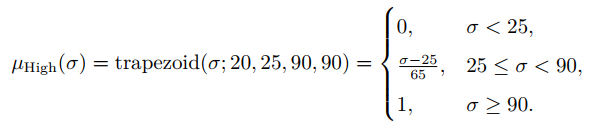 μ_High(σ) = trapezoid(σ; 20, 25, 90, 90) = { 0, σ < 25,
(σ−25)/65, 25 ≤ σ < 90,
1, σ ≥ 90.